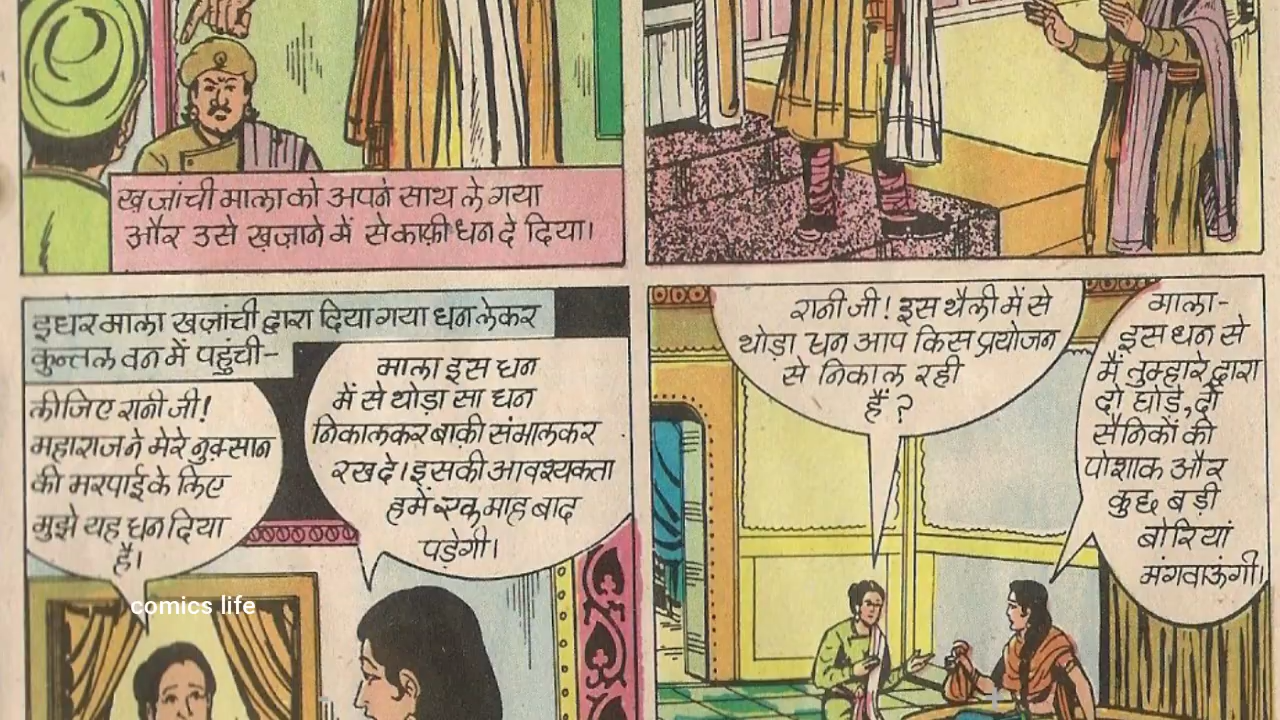 खज़ांची माला को अपने साथ ले गया
और उसे ख़ज़ाने में से काफ़ी धन दे दिया।
इधर माला खज़ांची द्वारा दिया गया धन लेकर
कुन्तल वन में पहुंची-
लीजिए रानी जी!
महाराज ने मेरे नुक़सान
की मरपाई के लिए
मुझे यह धन दिया
है।
माला इस धन
में से थोड़ा सा धन
निकालकर बाकी संभालकर
रख दे। इसकी आवश्यकता
हमें एक माह बाद
पड़ेगी।
रानी जी! इस थैली में से
थोड़ा धन आप किस प्रयोजन
से निकाल रही
हैं?
माला-
इस धन से
मैं तुम्हारे द्वारा
दो घोड़े, दो
सैनिकों की
पोशाक और
कुछ बड़ी
बोरियां
मंगवाऊंगी।
comics life